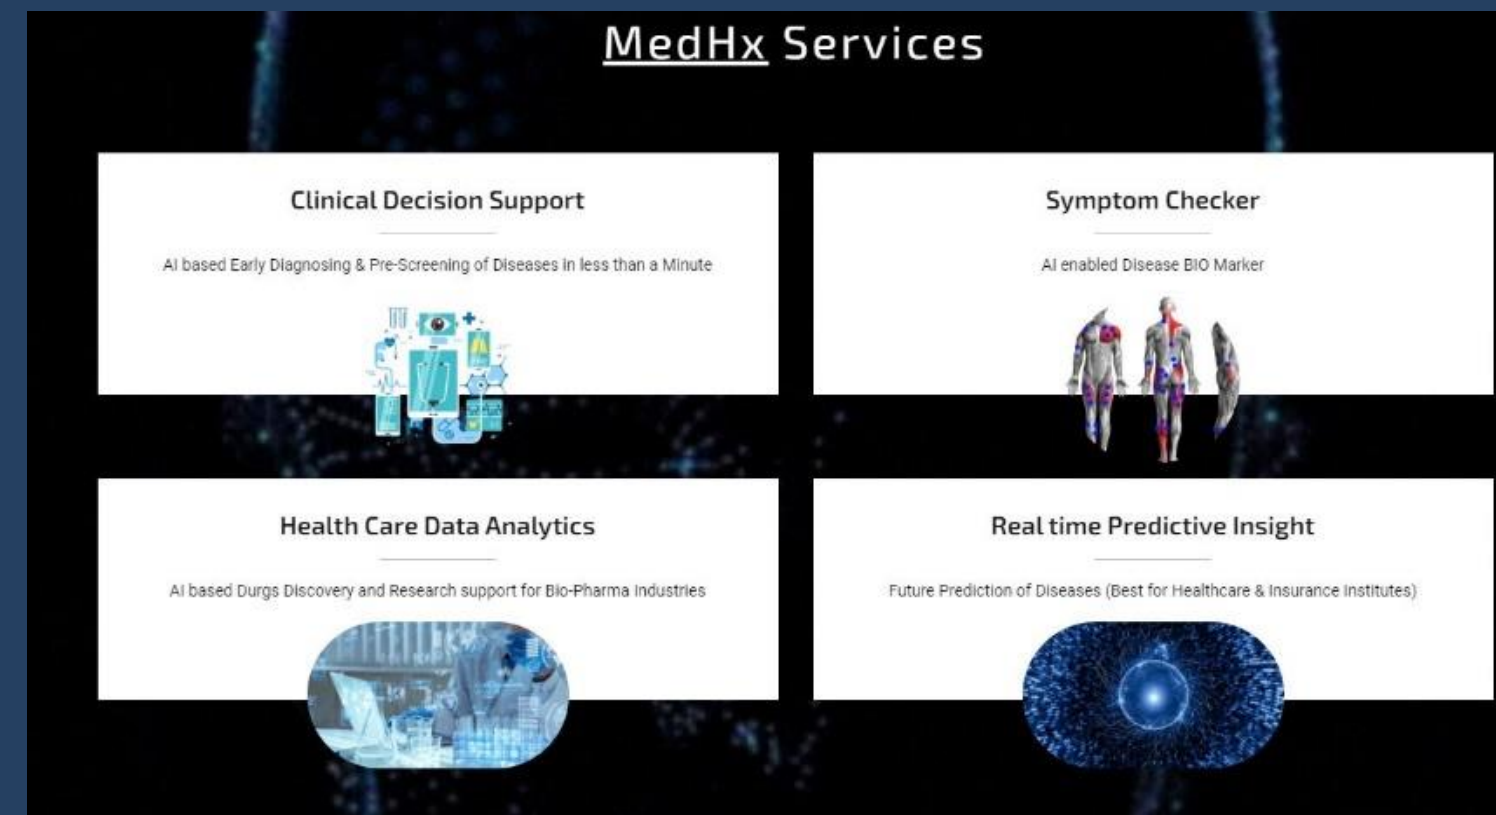 MedHx Services
Clinical Decision Support
AI based Early Diagnosing & Pre-Screening of Diseases in less than a Minute
Symptom Checker
AI enabled Disease BIO Marker
Health Care Data Analytics
AI based Durgs Discovery and Research support for Bio-Pharma Industries
Real time Predictive Insight
Future Prediction of Diseases (Best for Healthcare & Insurance Institutes)